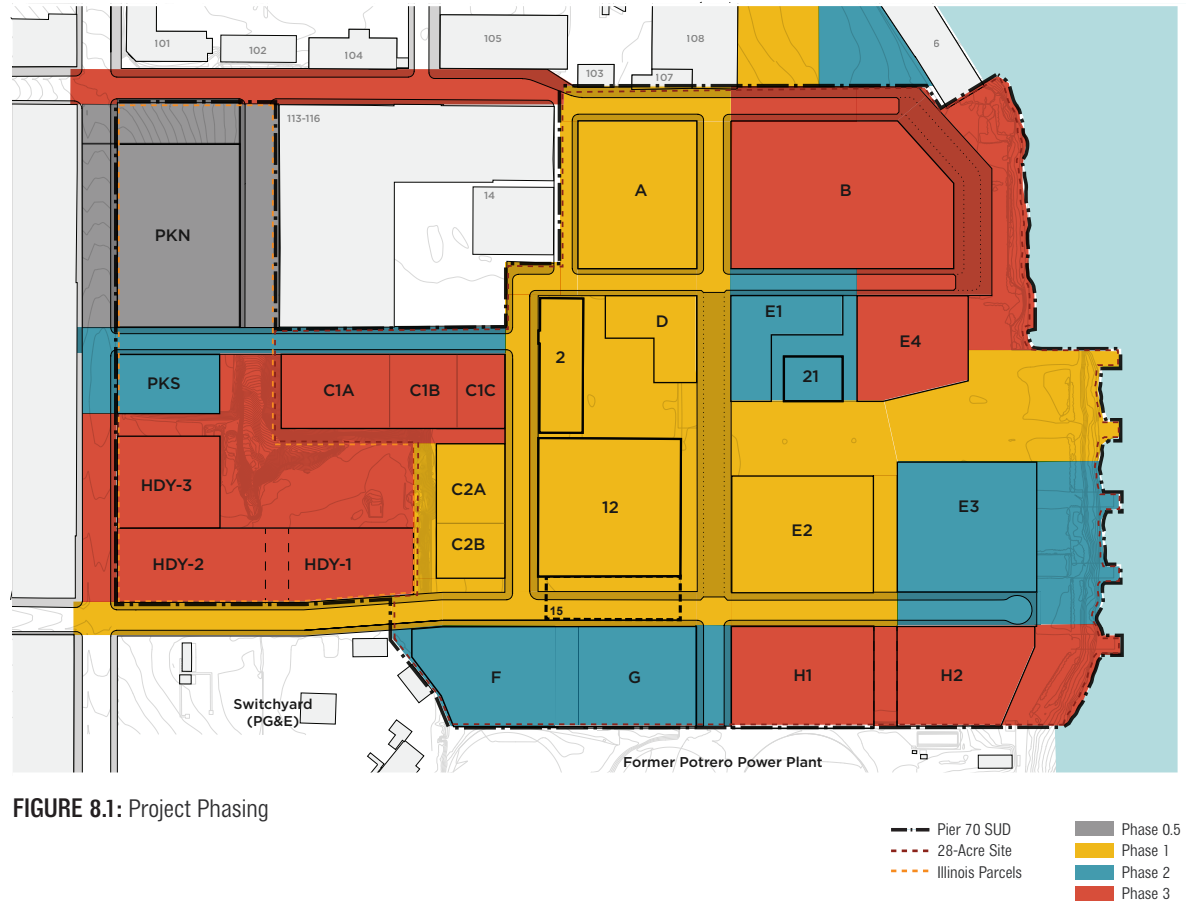 101
102
104
105
108
6
103
107
113-116
14
A
B
PKN
D
E1
2
E4
PKS
C1A
C1B
C1C
21
HDY-3
C2A
12
E3
C2B
E2
HDY-2
HDY-1
15
F
G
H1
H2
Switchyard
(PG&E)
Former Potrero Power Plant
FIGURE 8.1: Project Phasing
Pier 70 SUD
28-Acre Site
Illinois Parcels
Phase 0.5
Phase 1
Phase 2
Phase 3